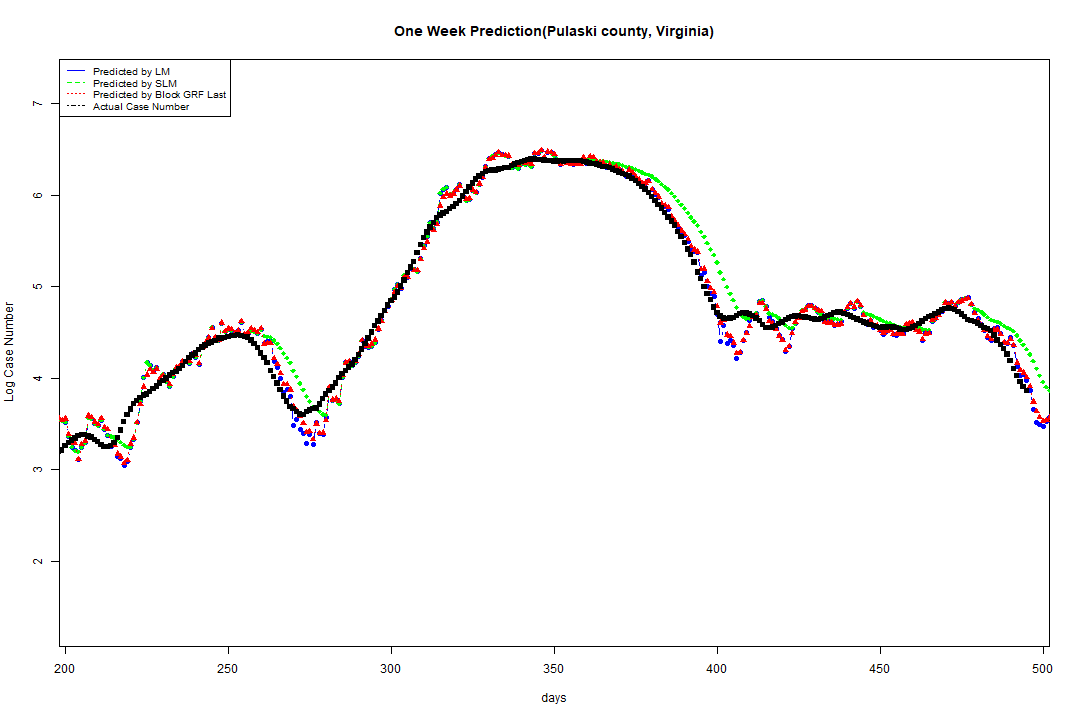 One Week Prediction(Pulaski county, Virginia)
Predicted by LM
Predicted by SLM
Predicted by Block GRF Last
Actual Case Number
7
6
5
4
3
2
Log Case Number
200 250 300 350 400 450 500
days